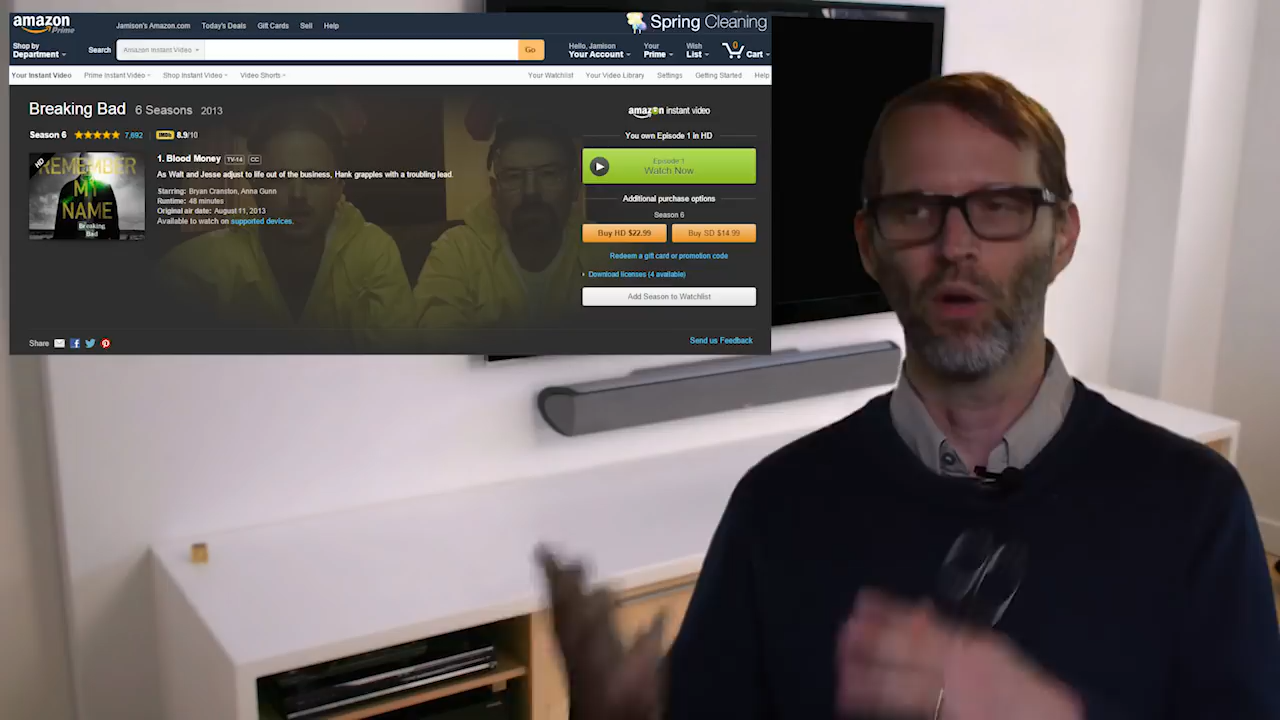 amazon
Prime
Jamison's Amazon.com Today's Deals Gift Cards Sell Help
Spring Cleaning
Shop by
Department
Search Amazon Instant Video Go
Hello, Jamison
Your Account
Your
Prime
Wish
List
0
Cart
Your Instant Video Prime Instant Video Shop Instant Video Video Shorts Your Watchlist Your Video Library Settings Getting Started Help
Breaking Bad 6 Seasons 2013
Season 6 7,692 IMDb 8.9/10
HD
REMEMBER
MY
NAME
Breaking
Bad
1. Blood Money TV-14 CC
As Walt and Jesse adjust to life out of the business, Hank grapples with a troubling lead.
Starring: Bryan Cranston, Anna Gunn
Runtime: 48 minutes
Original air date: August 11, 2013
Available to watch on supported devices.
amazon instant video
You own Episode 1 in HD
Episode 1
Watch Now
Additional purchase options
Season 6
Buy HD $22.99 Buy SD $14.99
Redeem a gift card or promotion code
Download licenses (4 available)
Add Season to Watchlist
Share
Send us Feedback